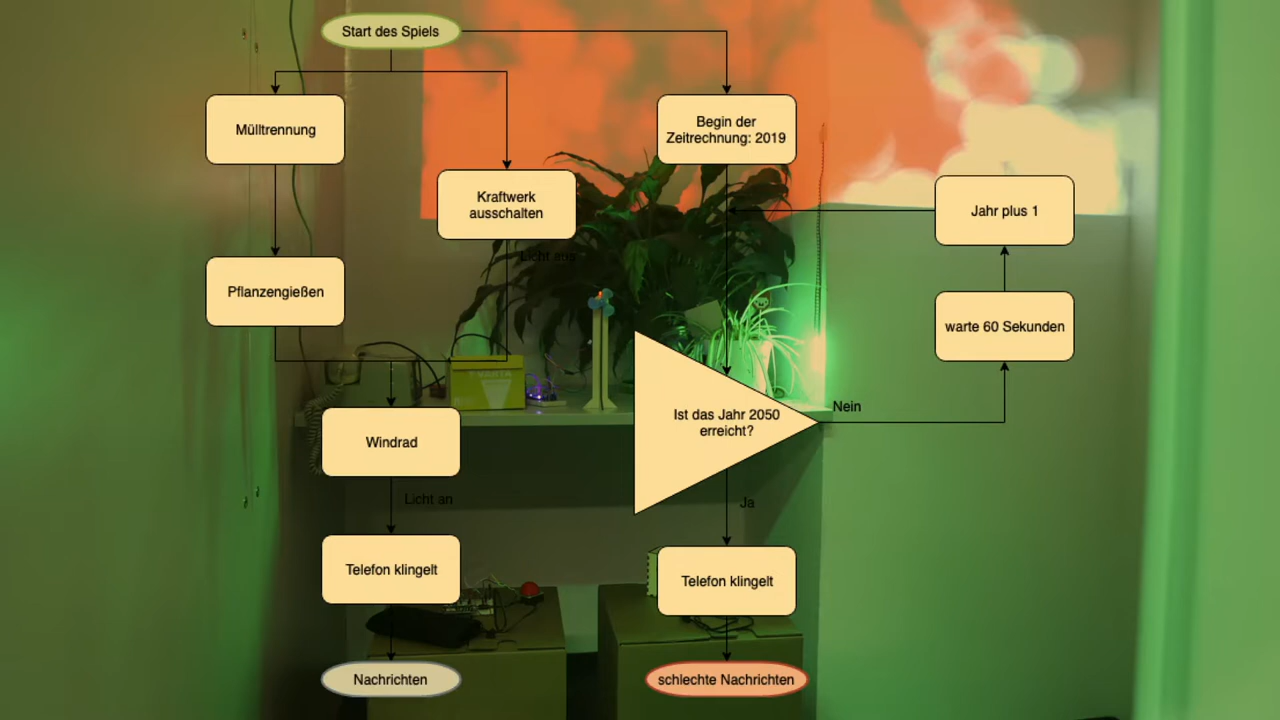 Start des Spiels
Mülltrennung
Begin der
Zeitrechnung: 2019
Kraftwerk
ausschalten
Jahr plus 1
Licht aus
Pflanzengießen
warte 60 Sekunden
VARTA
Ist das Jahr 2050
erreicht?
Nein
Windrad
Licht an
Ja
Telefon klingelt
Telefon klingelt
Nachrichten
schlechte Nachrichten